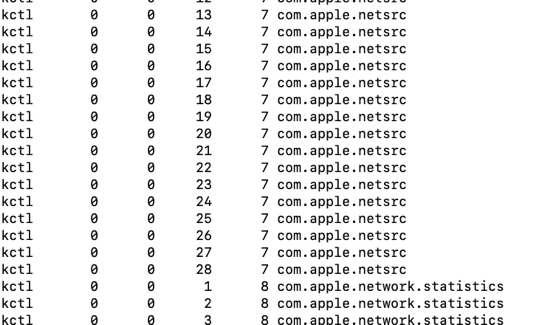 kctl 0 0 12 7 com.apple.netsrc
kctl 0 0 13 7 com.apple.netsrc
kctl 0 0 14 7 com.apple.netsrc
kctl 0 0 15 7 com.apple.netsrc
kctl 0 0 16 7 com.apple.netsrc
kctl 0 0 17 7 com.apple.netsrc
kctl 0 0 18 7 com.apple.netsrc
kctl 0 0 19 7 com.apple.netsrc
kctl 0 0 20 7 com.apple.netsrc
kctl 0 0 21 7 com.apple.netsrc
kctl 0 0 22 7 com.apple.netsrc
kctl 0 0 23 7 com.apple.netsrc
kctl 0 0 24 7 com.apple.netsrc
kctl 0 0 25 7 com.apple.netsrc
kctl 0 0 26 7 com.apple.netsrc
kctl 0 0 27 7 com.apple.netsrc
kctl 0 0 28 7 com.apple.netsrc
kctl 0 0 1 8 com.apple.network.statistics
kctl 0 0 2 8 com.apple.network.statistics
kctl 0 0 3 8 com.apple.network.statistics